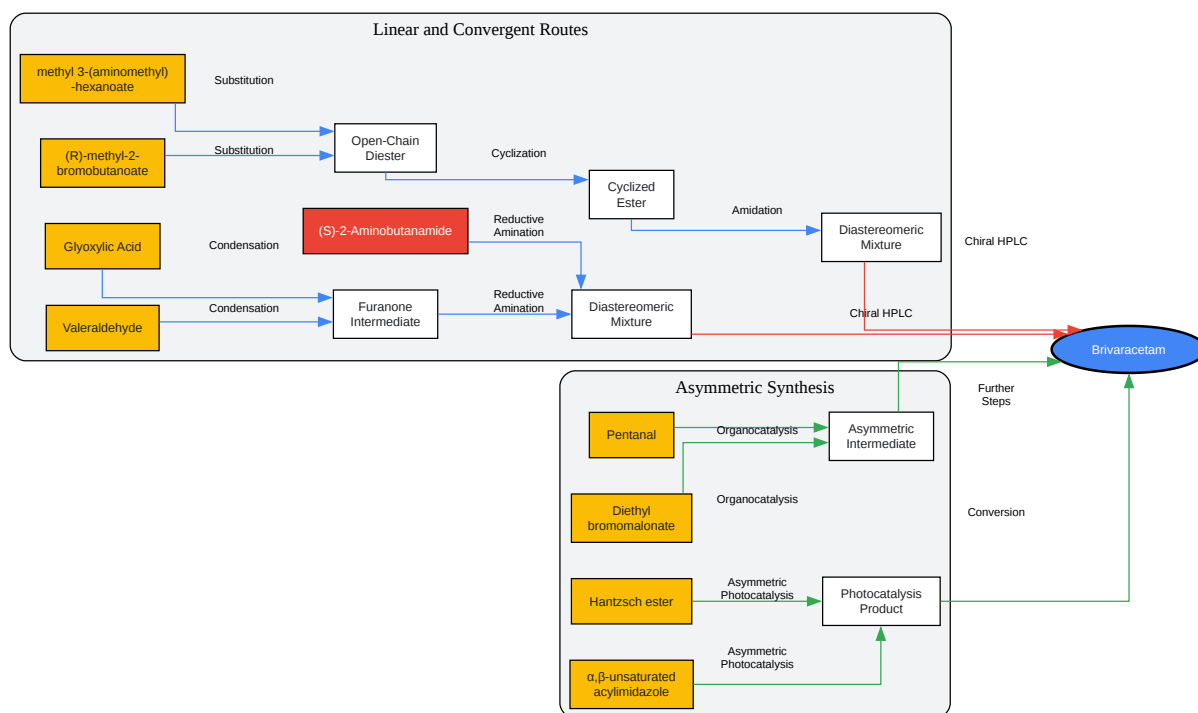 Linear and Convergent Routes
methyl 3-(aminomethyl)
-hexanoate
Substitution
(R)-methyl-2-
bromobutanoate
Substitution
Open-Chain
Diester
Cyclization
Cyclized
Ester
Amidation
Diastereomeric
Mixture
Chiral HPLC
(S)-2-Aminobutanamide
Reductive
Amination
Glyoxylic Acid
Condensation
Valeraldehyde
Condensation
Furanone
Intermediate
Reductive
Amination
Diastereomeric
Mixture
Chiral HPLC
Brivaracetam
Asymmetric Synthesis
Pentanal
Organocatalysis
Asymmetric
Intermediate
Further
Steps
Diethyl
bromomalonate
Organocatalysis
Conversion
Hantzsch ester
Asymmetric
Photocatalysis
Photocatalysis
Product
α,β-unsaturated
acylimidazole
Asymmetric
Photocatalysis